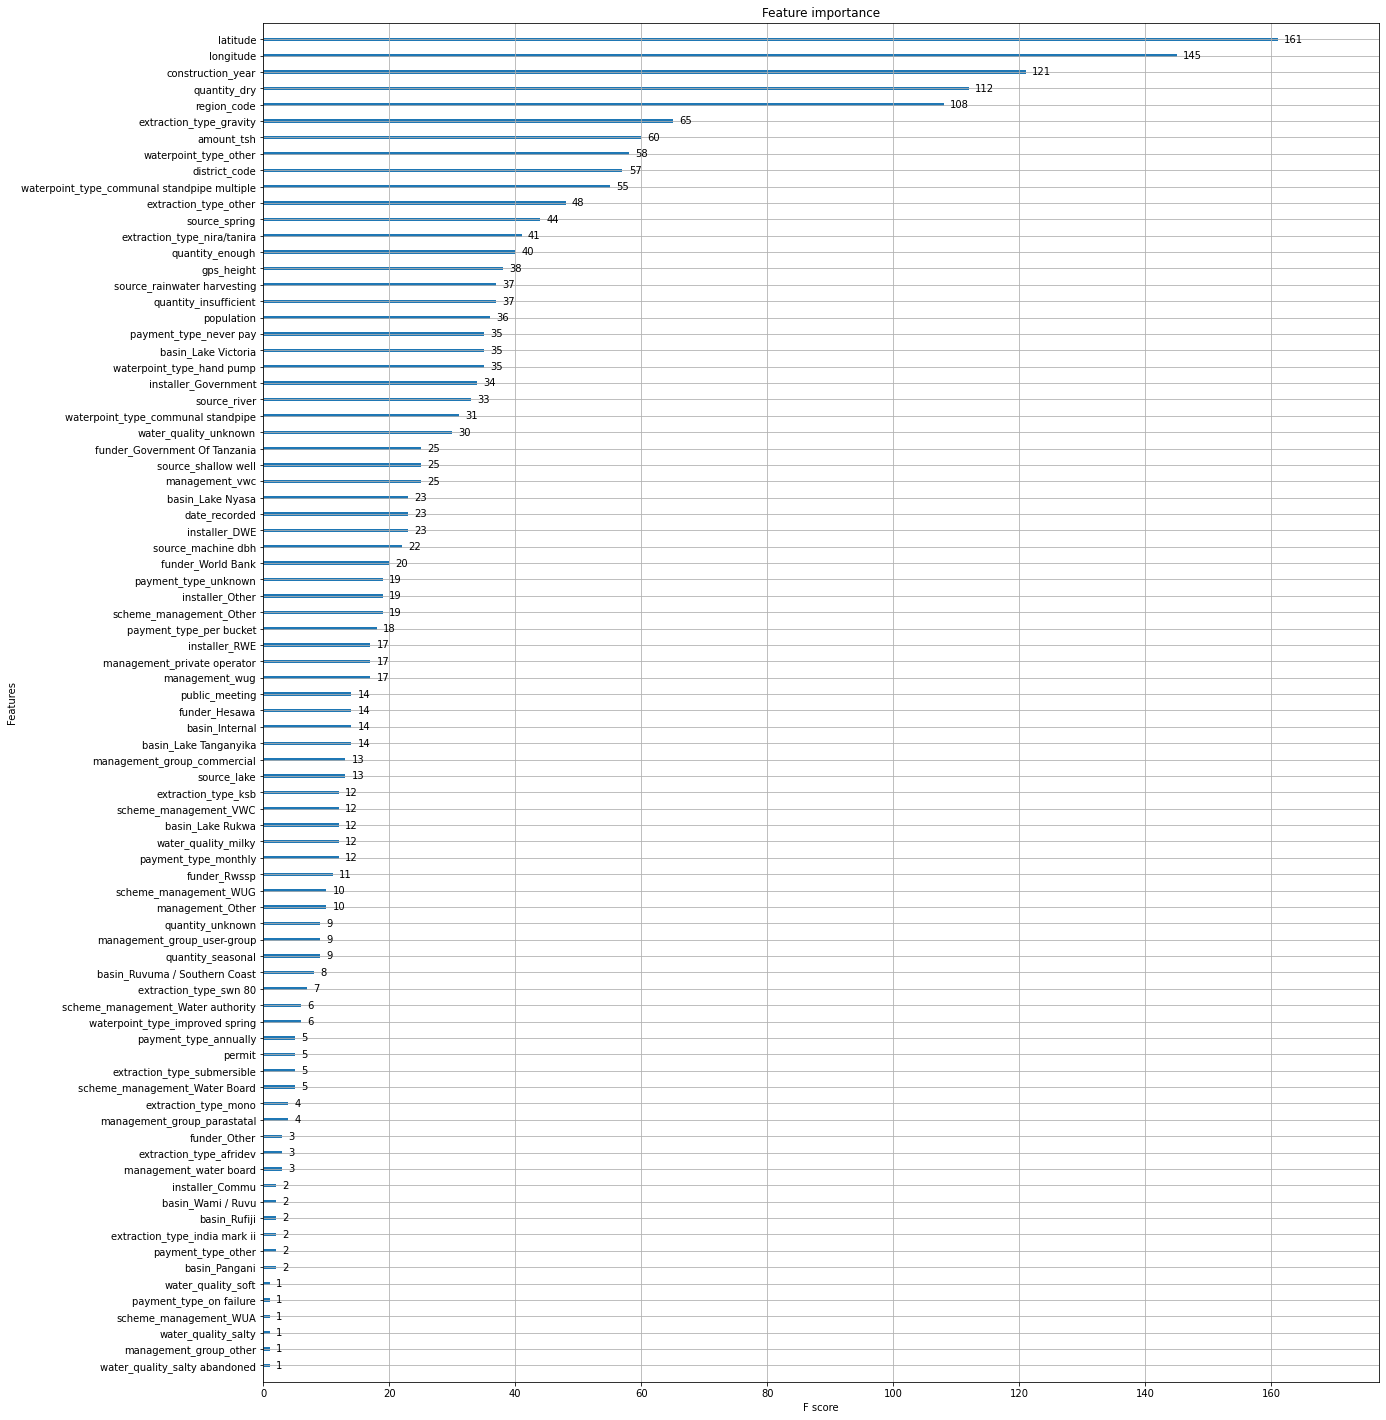 Feature importance
latitude 161
longitude 145
construction_year 121
quantity_dry 112
region_code 108
extraction_type_gravity 65
amount_tsh 60
waterpoint_type_other 58
district_code 57
waterpoint_type_communal standpipe multiple 55
extraction_type_other 48
source_spring 44
extraction_type_nira/tanira 41
quantity_enough 40
gps_height 38
source_rainwater harvesting 37
quantity_insufficient 37
population 36
payment_type_never pay 35
basin_Lake Victoria 35
waterpoint_type_hand pump 35
installer_Government 34
source_river 33
waterpoint_type_communal standpipe 31
water_quality_unknown 30
funder_Government Of Tanzania 25
source_shallow well 25
management_vwc 25
basin_Lake Nyasa 23
date_recorded 23
installer_DWE 23
source_machine dbh 22
funder_World Bank 20
payment_type_unknown 19
installer_Other 19
scheme_management_Other 19
payment_type_per bucket 18
installer_RWE 17
management_private operator 17
management_wug 17
public_meeting 14
funder_Hesawa 14
basin_Internal 14
basin_Lake Tanganyika 14
management_group_commercial 13
source_lake 13
extraction_type_ksb 12
scheme_management_VWC 12
basin_Lake Rukwa 12
water_quality_milky 12
payment_type_monthly 12
funder_Rwssp 11
scheme_management_WUG 10
management_Other 10
quantity_unknown 9
management_group_user-group 9
quantity_seasonal 9
basin_Ruvuma / Southern Coast 8
extraction_type_swn 80 7
scheme_management_Water authority 6
waterpoint_type_improved spring 6
payment_type_annually 5
permit 5
extraction_type_submersible 5
scheme_management_Water Board 5
extraction_type_mono 4
management_group_parastatal 4
funder_Other 3
extraction_type_afridev 3
management_water board 3
installer_Commu 2
basin_Wami / Ruvu 2
basin_Rufiji 2
extraction_type_india mark ii 2
payment_type_other 2
basin_Pangani 2
water_quality_soft 1
payment_type_on failure 1
scheme_management_WUA 1
water_quality_salty 1
management_group_other 1
water_quality_salty abandoned 1
Features
0 20 40 60 80 100 120 140 160
F score